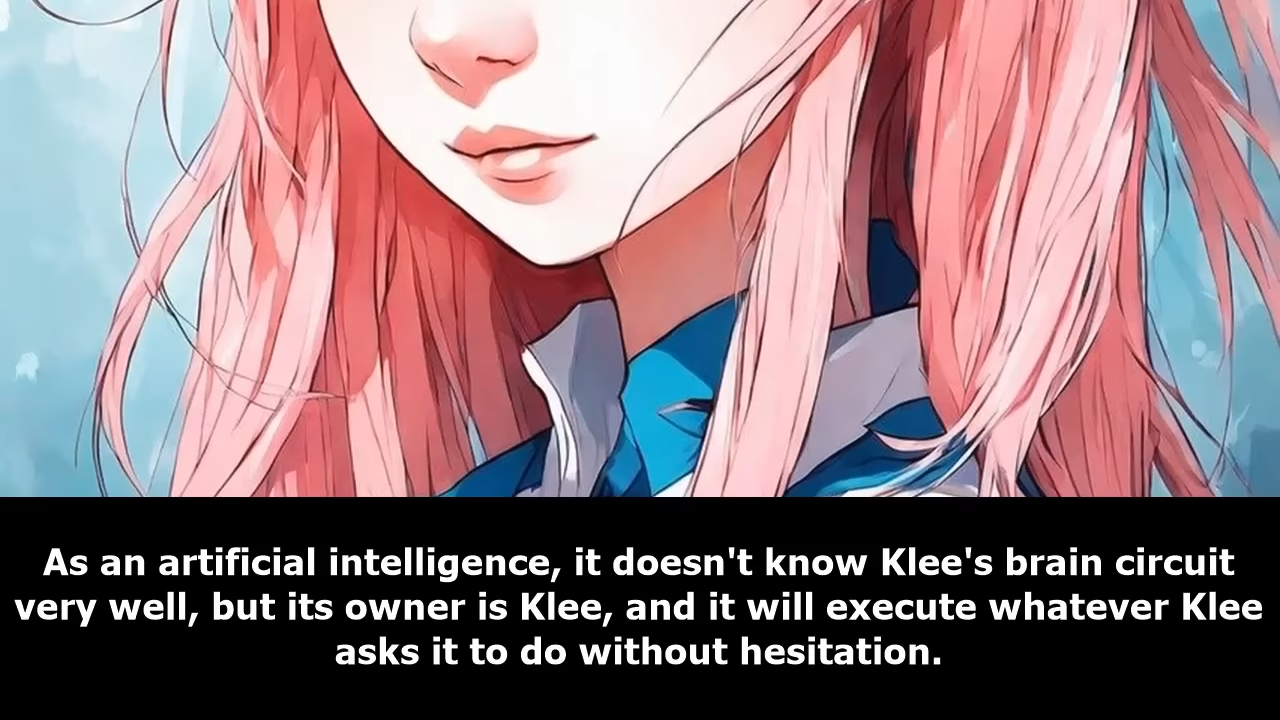 As an artificial intelligence, it doesn't know Klee's brain circuit
very well, but its owner is Klee, and it will execute whatever Klee
asks it to do without hesitation.